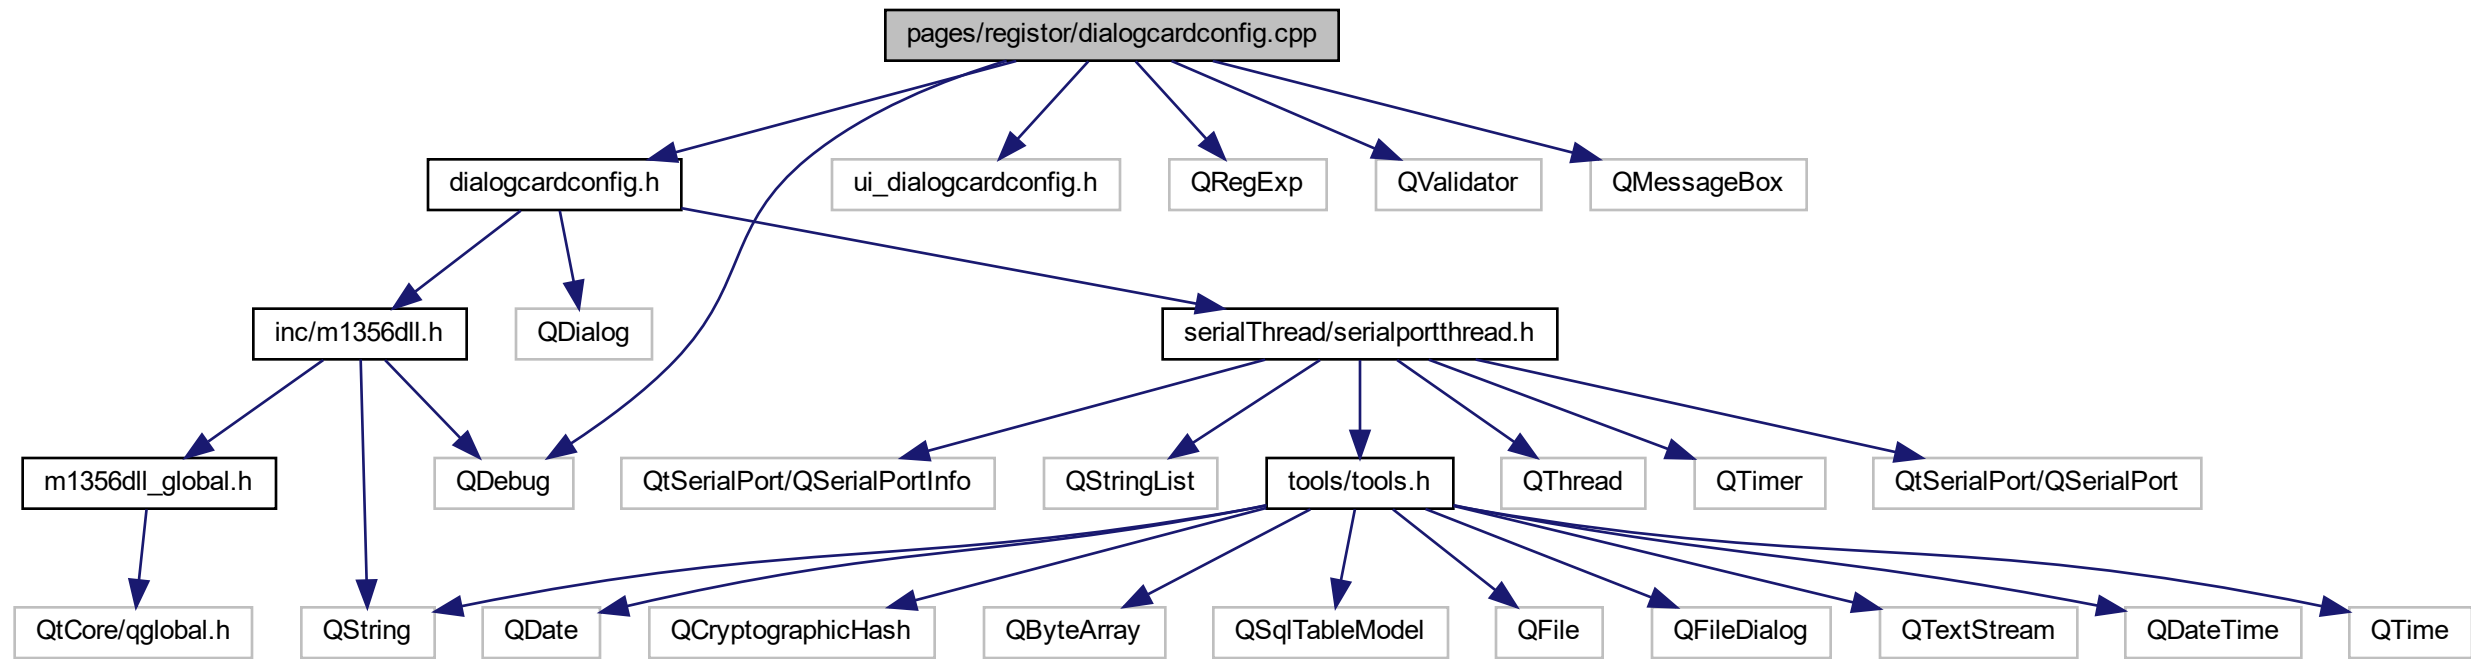 pages/registor/dialogcardconfig.cpp
dialogcardconfig.h
ui_dialogcardconfig.h
QRegExp
QValidator
QMessageBox
inc/m1356dll.h
QDialog
serialThread/serialportthread.h
m1356dll_global.h
QDebug
QtSerialPort/QSerialPortInfo
QStringList
tools/tools.h
QThread
QTimer
QtSerialPort/QSerialPort
QtCore/qglobal.h
QString
QDate
QCryptographicHash
QByteArray
QSqlTableModel
QFile
QFileDialog
QTextStream
QDateTime
QTime